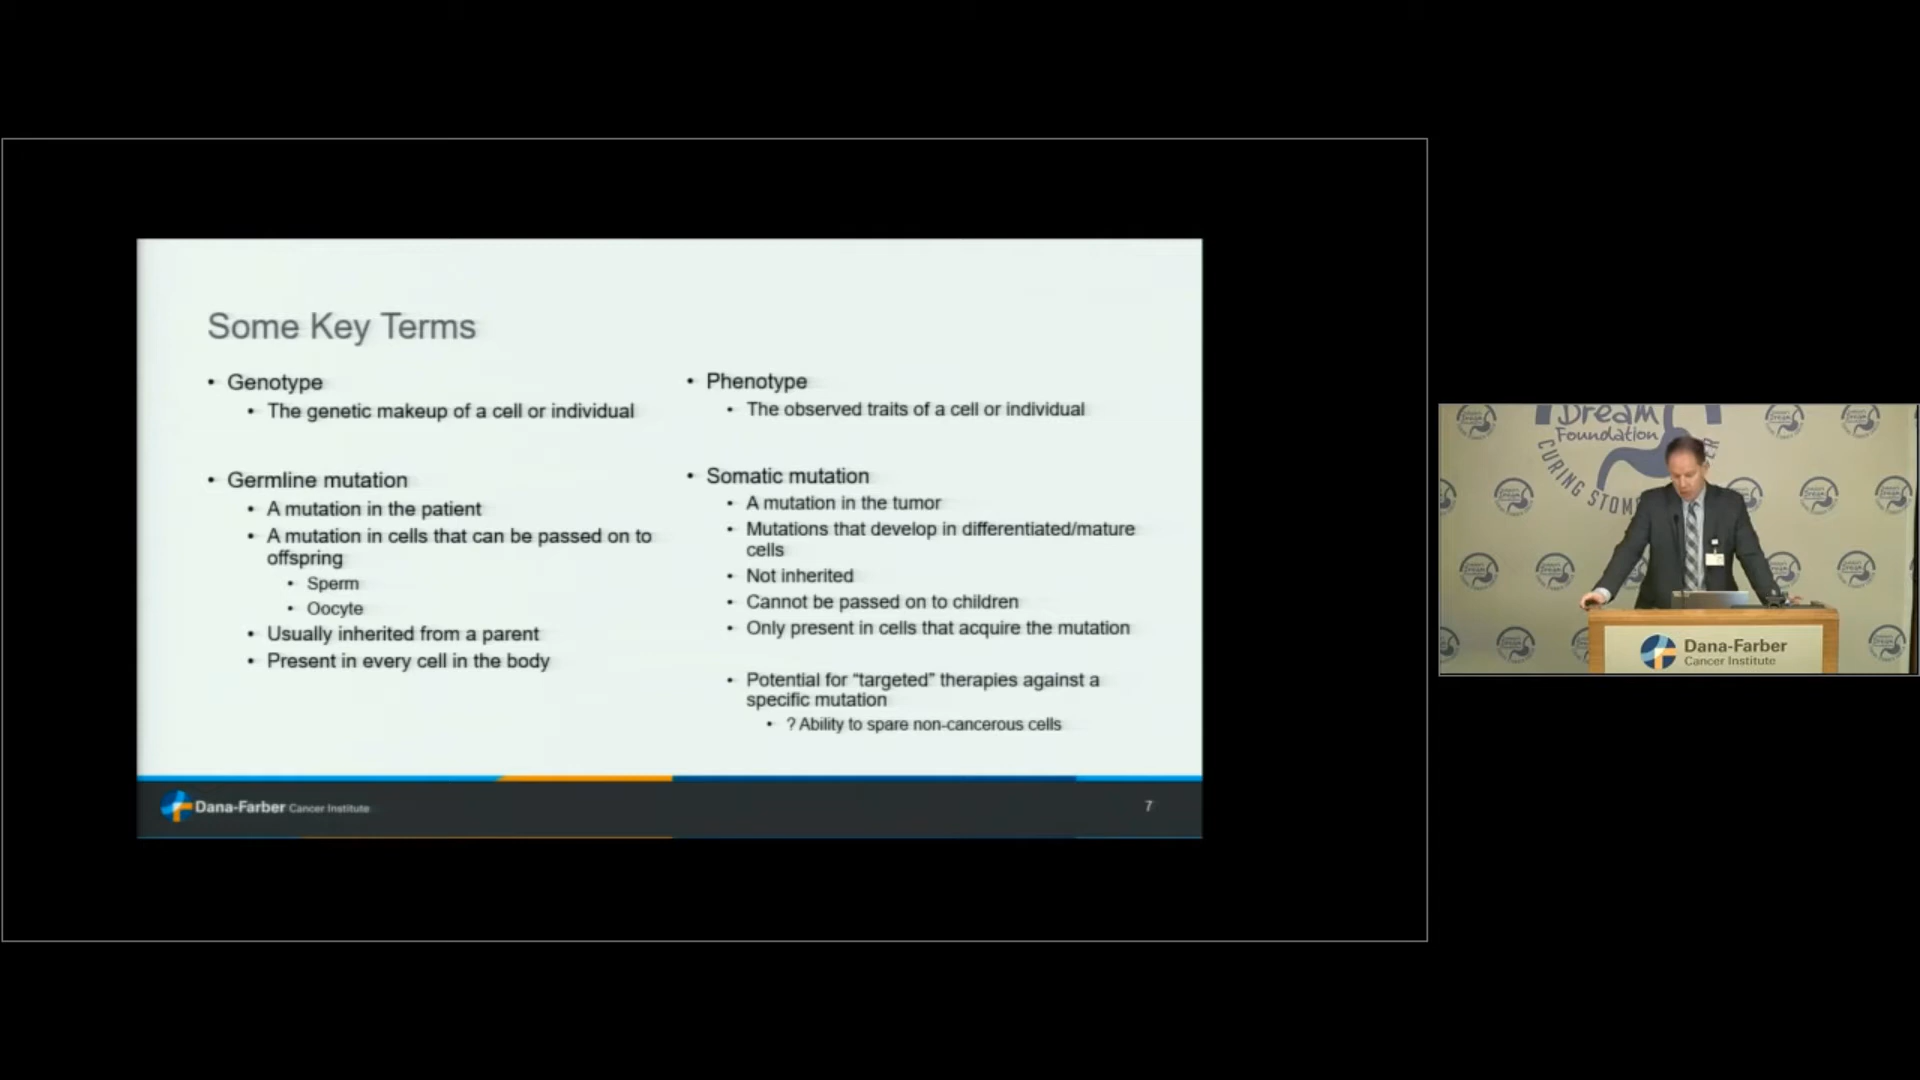 Some Key Terms
• Genotype
• The genetic makeup of a cell or individual
• Germline mutation
• A mutation in the patient
• A mutation in cells that can be passed on to
offspring
• Sperm
• Oocyte
• Usually inherited from a parent
• Present in every cell in the body
• Phenotype
• The observed traits of a cell or individual
• Somatic mutation
• A mutation in the tumor
• Mutations that develop in differentiated/mature
cells
• Not inherited
• Cannot be passed on to children
• Only present in cells that acquire the mutation
• Potential for “targeted” therapies against a
specific mutation
• ? Ability to spare non-cancerous cells
Dana-Farber Cancer Institute
7
Dream
Foundation
CURING STOM
Dana-Farber
Cancer Institute